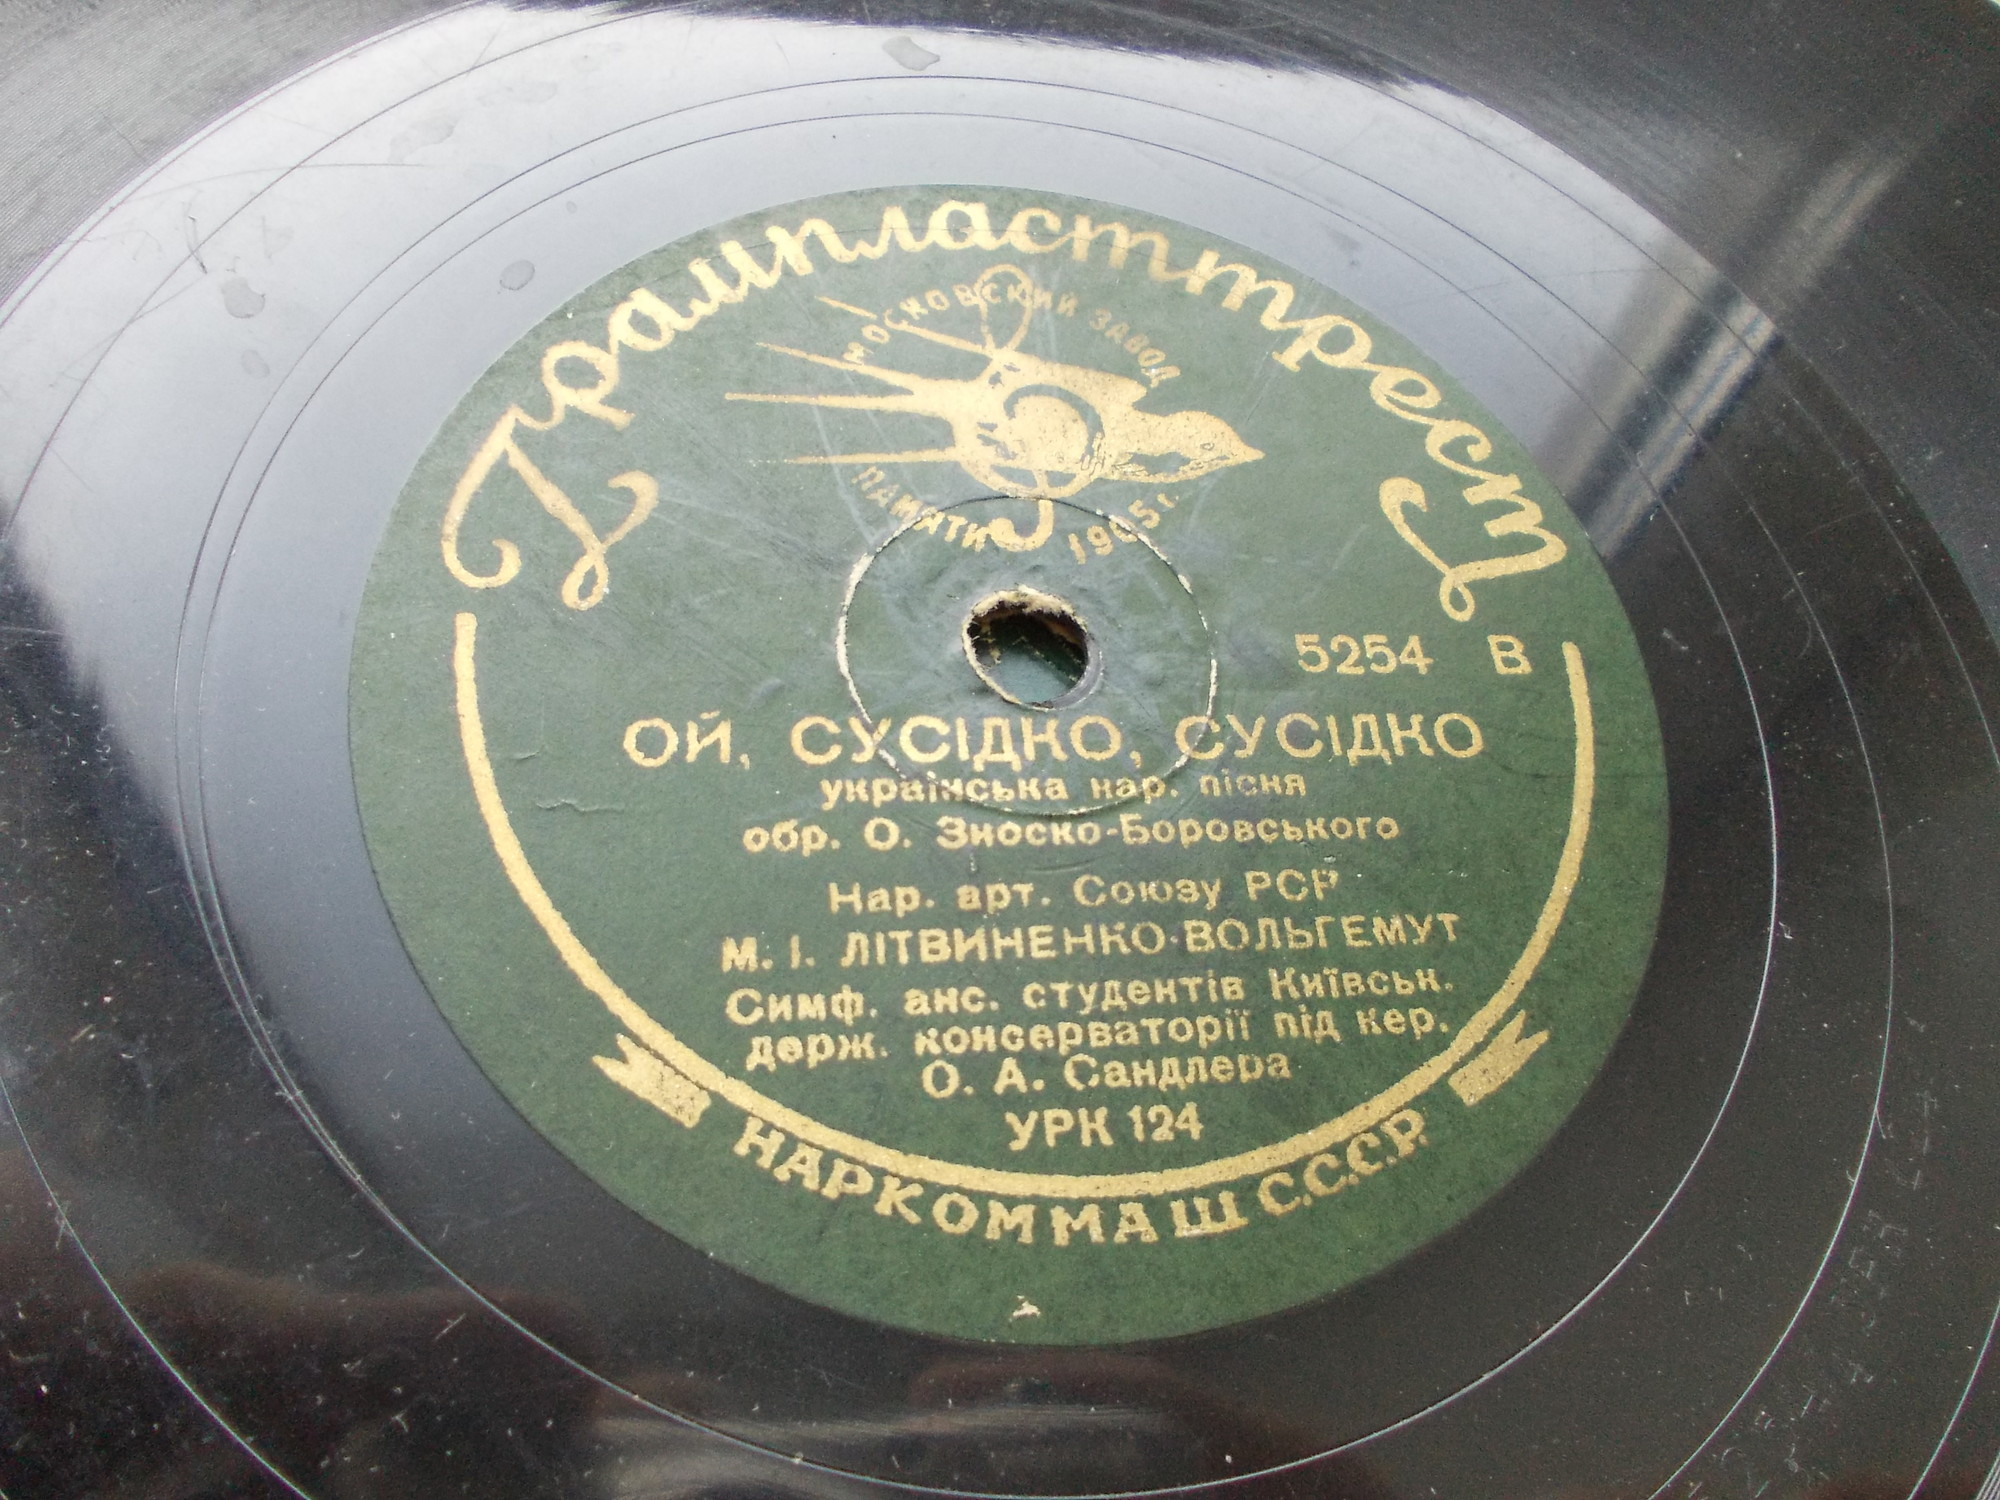 Грампласттрест
МОСКОВСКИЙ ЗАВОД
ПАМЯТИ 1905 г.
5254 В
ОЙ, СУСІДКО, СУСІДКО
українська нар. пісня
обр. О. Зноско-Боровського
Нар. арт. Союзу РСР
М. І. ЛІТВИНЕНКО-ВОЛЬГЕМУТ
Симф. анс. студентів Київськ.
держ. консерваторії під кер.
О. А. Сандлера
УРК 124
НАРКОММАШ С.С.С.Р.